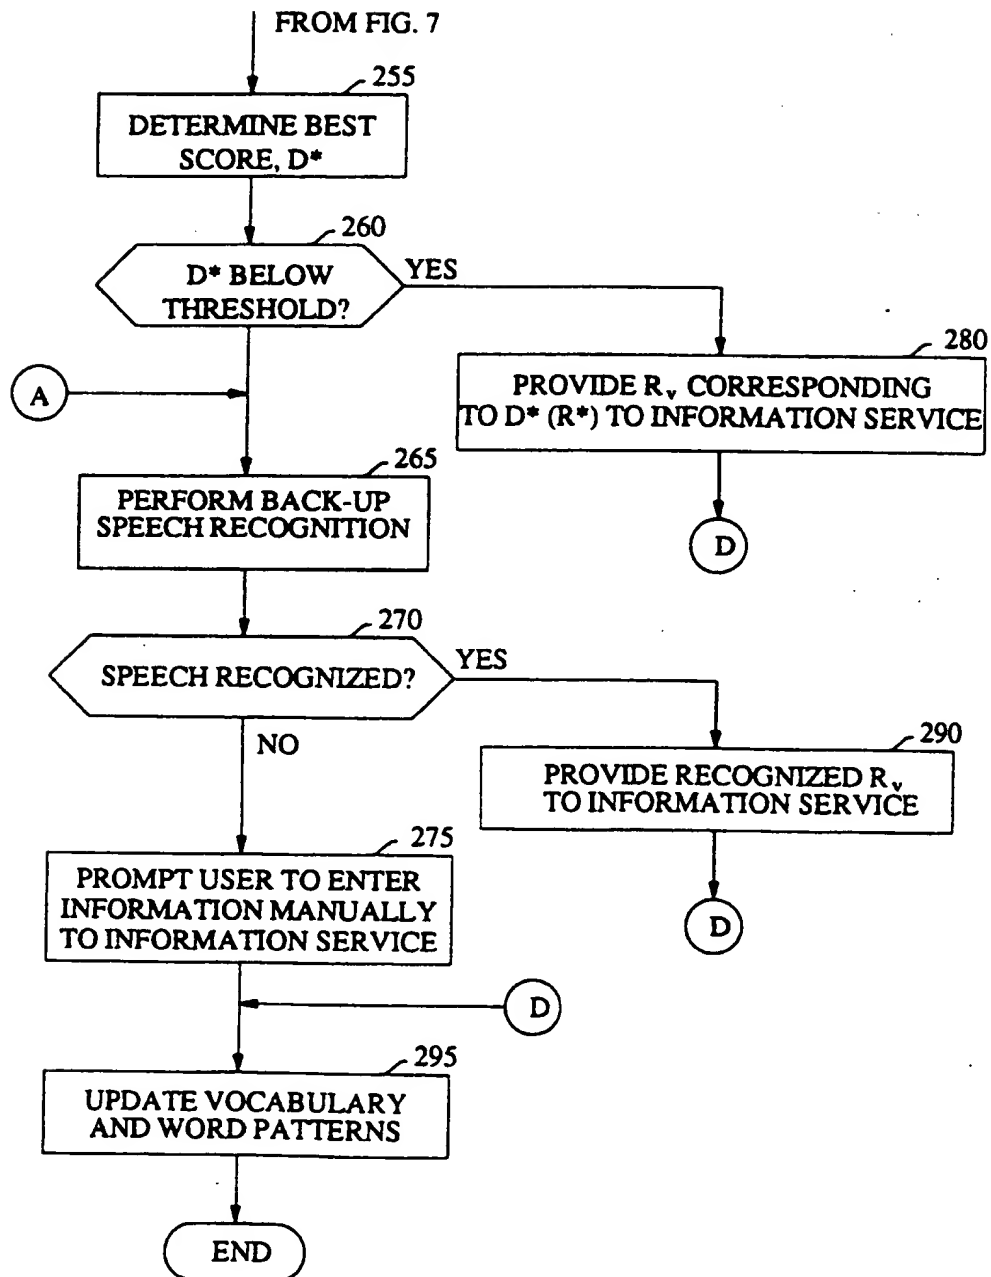 FROM FIG. 7
255
DETERMINE BEST
SCORE, D*
260
D* BELOW
THRESHOLD?
YES
280
PROVIDE Rv CORRESPONDING
TO D* (R*) TO INFORMATION SERVICE
A
265
PERFORM BACK-UP
SPEECH RECOGNITION
D
270
SPEECH RECOGNIZED?
YES
NO
290
PROVIDE RECOGNIZED Rv
TO INFORMATION SERVICE
275
PROMPT USER TO ENTER
INFORMATION MANUALLY
TO INFORMATION SERVICE
D
D
295
UPDATE VOCABULARY
AND WORD PATTERNS
END